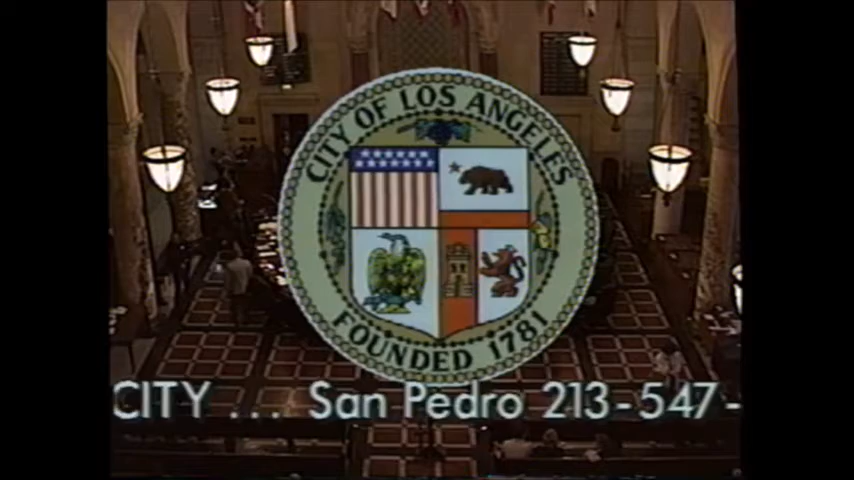 CITY OF LOS ANGELES
FOUNDED 1781
CITY ... San Pedro 213-547-